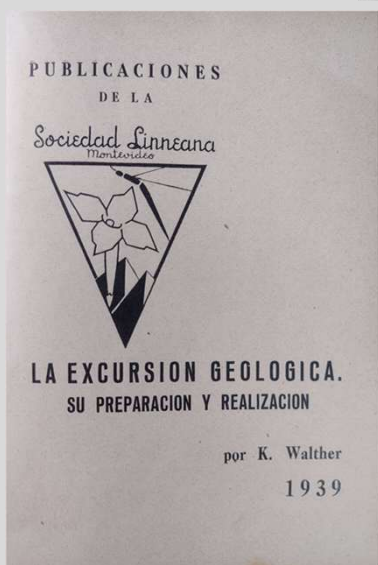 PUBLICACIONES
DE LA
Sociedad Linneana
Montevideo
LA EXCURSION GEOLOGICA.
SU PREPARACION Y REALIZACION
por K. Walther
1939